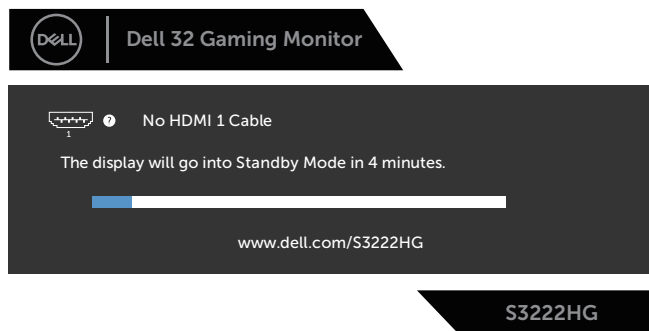 DELL
Dell 32 Gaming Monitor
? No HDMI 1 Cable
1
The display will go into Standby Mode in 4 minutes.
www.dell.com/S3222HG
S3222HG